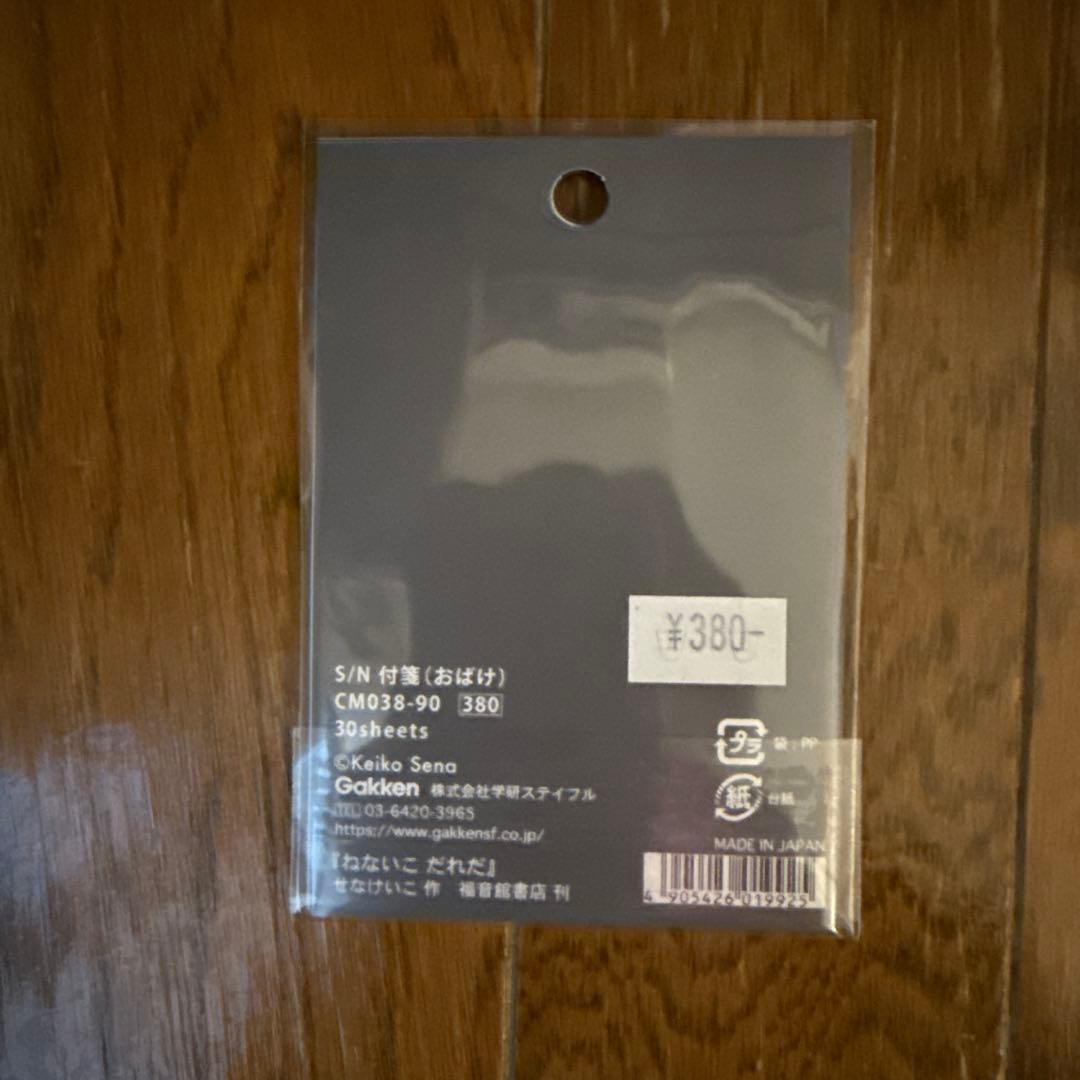 ¥380-
S/N 付箋(おばけ)
CM038-90 380
30sheets
©Keiko Sena
Gakken 株式会社学研ステイフル
TEL 03-6420-3965
https://www.gakkensf.co.jp/
『ねないこ だれだ』
せなけいこ 作 福音館書店 刊
プラ 袋:PP
紙 台紙
MADE IN JAPAN
4 905426 019925